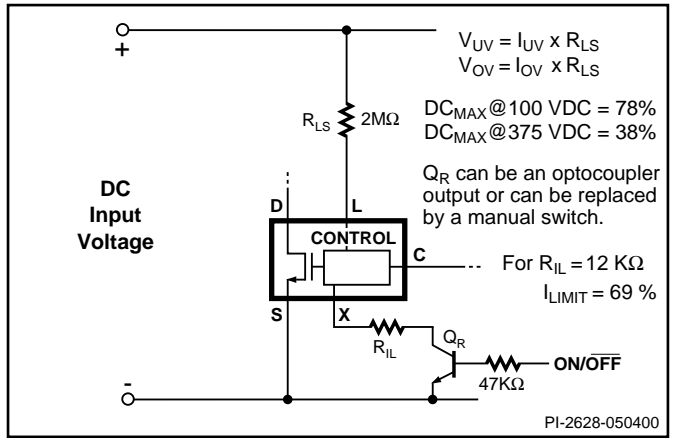 +
V_UV = I_UV x R_LS
V_OV = I_OV x R_LS
R_LS
2MΩ
DC_MAX@100 VDC = 78%
DC_MAX@375 VDC = 38%
Q_R can be an optocoupler
output or can be replaced
by a manual switch.
DC
Input
Voltage
D
L
CONTROL
C
For R_IL = 12 KΩ
I_LIMIT = 69 %
S
X
R_IL
Q_R
47KΩ
ON/O̅F̅F̅
-
PI-2628-050400